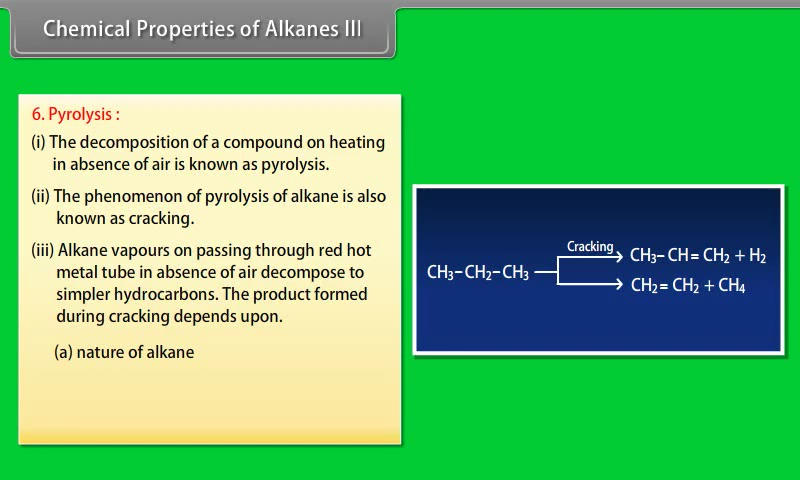 Chemical Properties of Alkanes III
6. Pyrolysis :
(i) The decomposition of a compound on heating
in absence of air is known as pyrolysis.
(ii) The phenomenon of pyrolysis of alkane is also
known as cracking.
(iii) Alkane vapours on passing through red hot
metal tube in absence of air decompose to
simpler hydrocarbons. The product formed
during cracking depends upon.
(a) nature of alkane
Cracking
CH₃–CH=CH₂ + H₂
CH₃–CH₂–CH₃
CH₂=CH₂ + CH₄